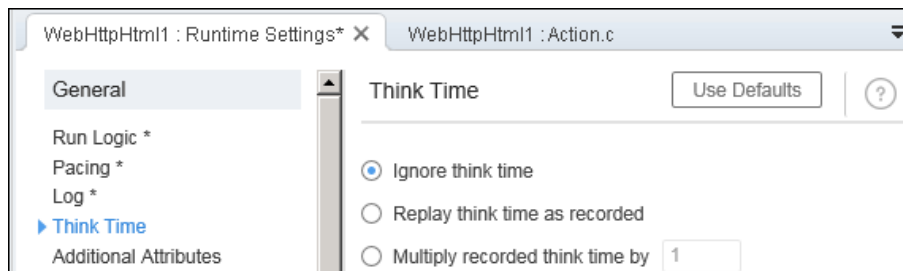 WebHttpHtml1 : Runtime Settings*
WebHttpHtml1 : Action.c
General
Run Logic *
Pacing *
Log *
Think Time
Additional Attributes
Think Time
Use Defaults
?
Ignore think time
Replay think time as recorded
Multiply recorded think time by 1